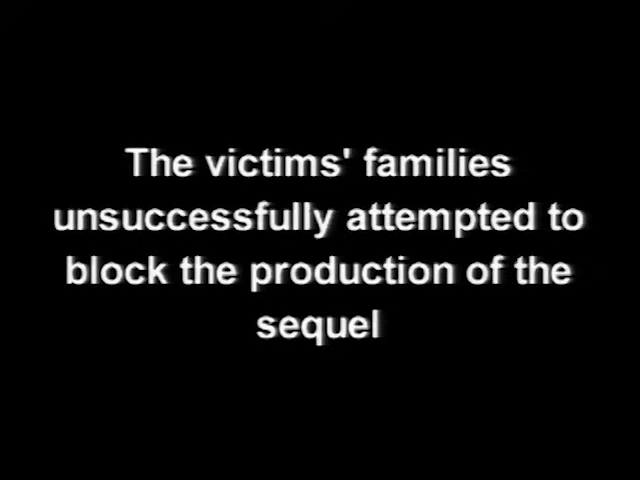 The victims' families
unsuccessfully attempted to
block the production of the
sequel